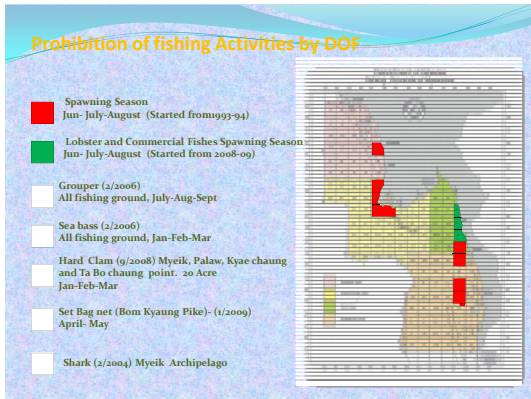 Prohibition of fishing Activities by DOF
Spawning Season
Jun- July-August (Started from1993-94)
Lobster and Commercial Fishes Spawning Season
Jun- July-August (Started from 2008-09)
Grouper (2/2006)
All fishing ground, July-Aug-Sept
Sea bass (2/2006)
All fishing ground, Jan-Feb-Mar
Hard Clam (9/2008) Myeik, Palaw, Kyae chaung
and Ta Bo chaung point. 20 Acre
Jan-Feb-Mar
Set Bag net (Bom Kyaung Pike)- (1/2009)
April- May
Shark (2/2004) Myeik Archipelago